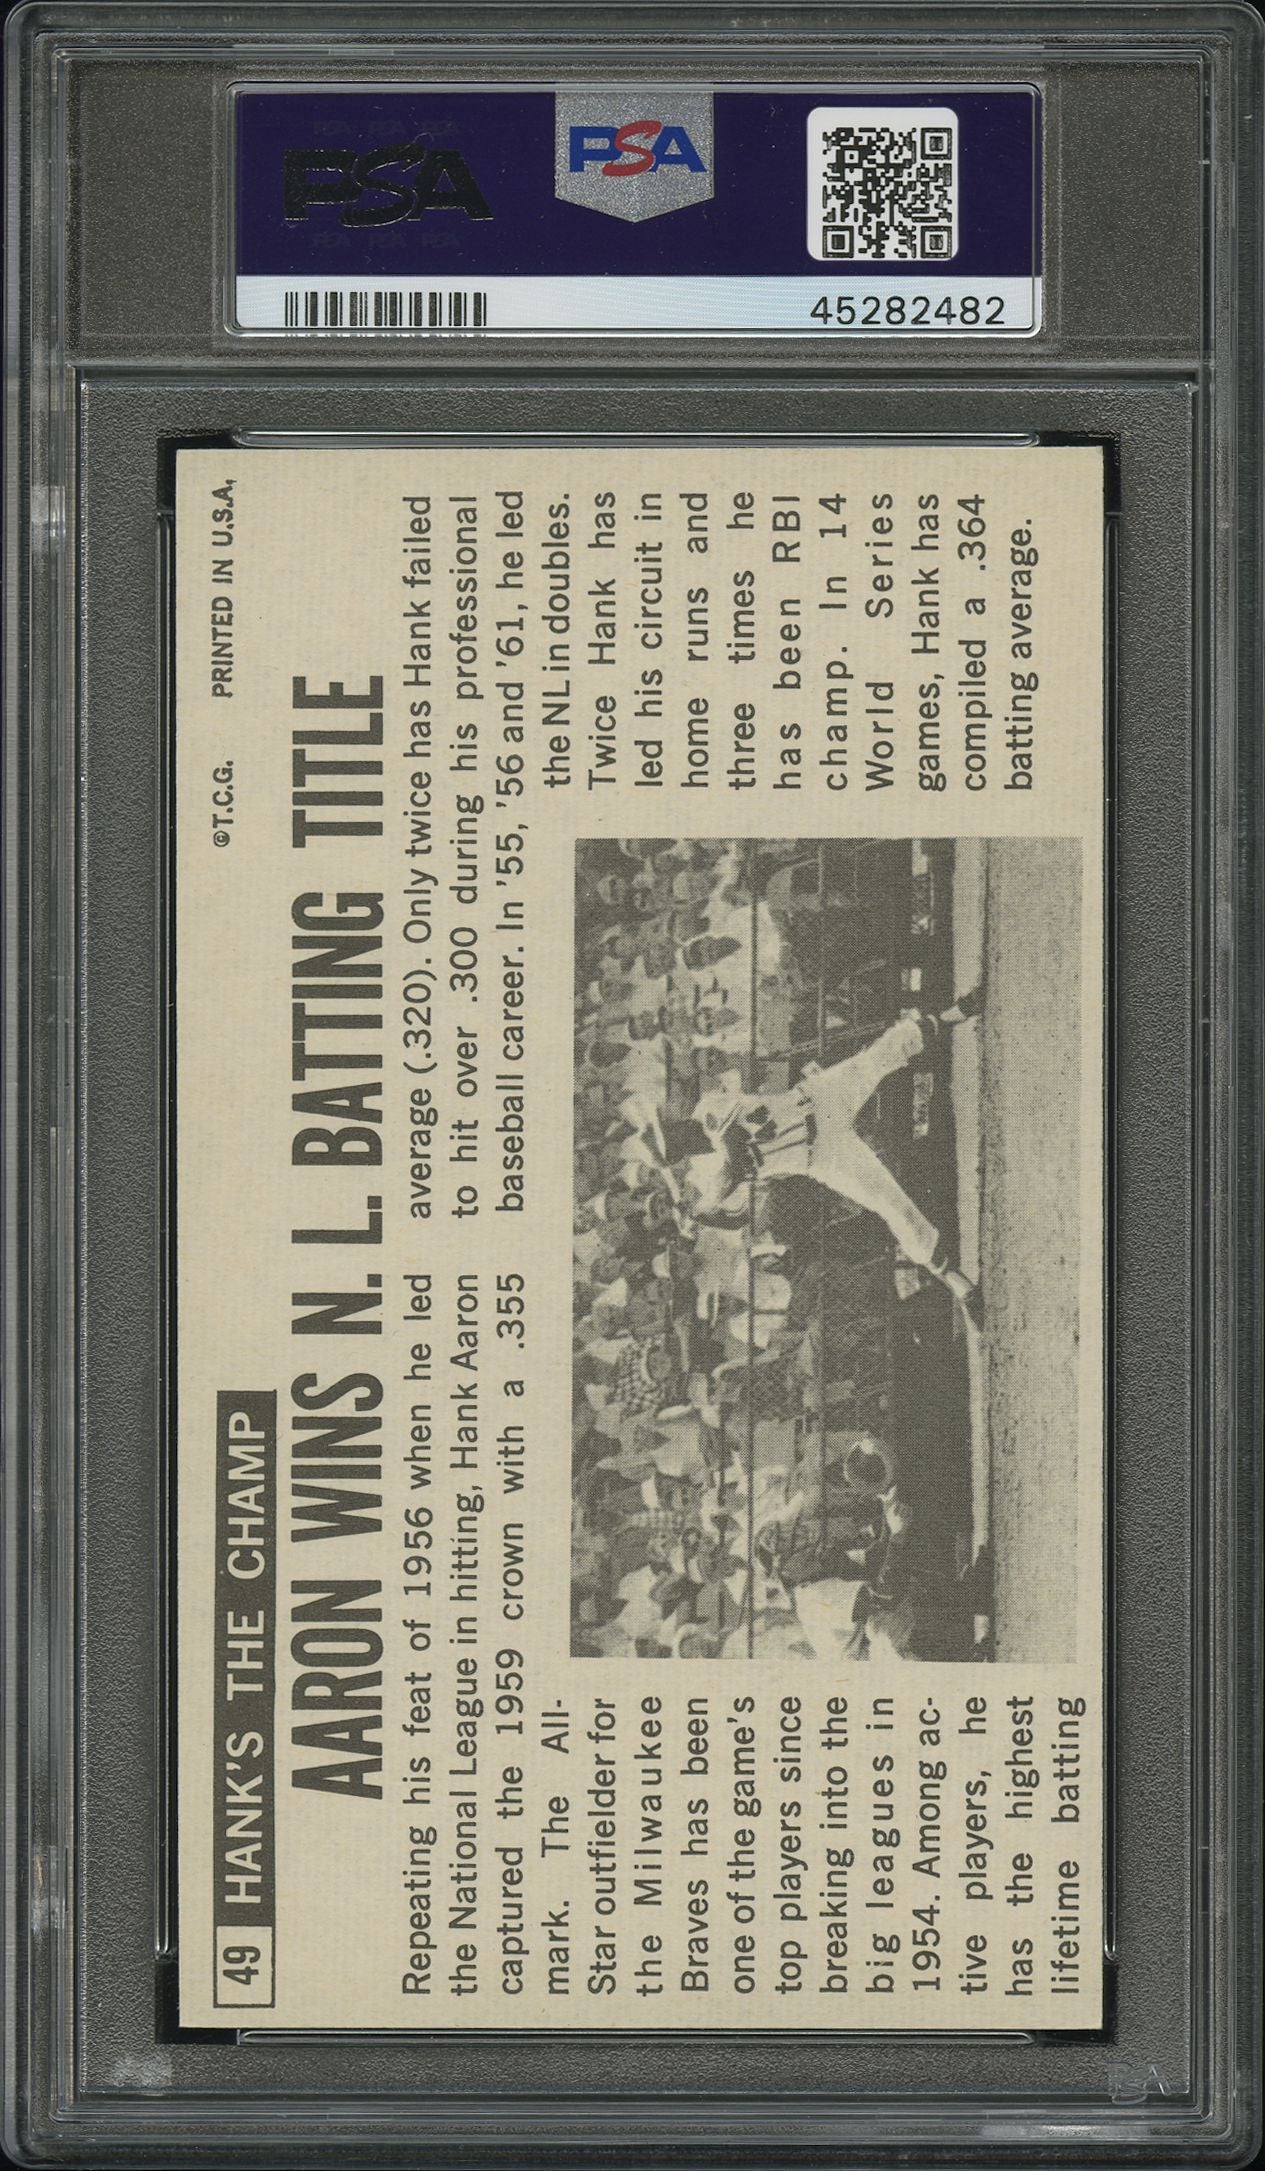 PSA
PSA
45282482
49 HANK'S THE CHAMP
©T.C.G. PRINTED IN U.S.A.
AARON WINS N. L. BATTING TITLE
Repeating his feat of 1956 when he led
the National League in hitting, Hank Aaron
captured the 1959 crown with a .355
mark. The All-
Star outfielder for
the Milwaukee
Braves has been
one of the game's
top players since
breaking into the
big leagues in
1954. Among ac-
tive players, he
has the highest
lifetime batting
average (.320). Only twice has Hank failed
to hit over .300 during his professional
baseball career. In '55, '56 and '61, he led
the NL in doubles.
Twice Hank has
led his circuit in
home runs and
three times he
has been RBI
champ. In 14
World Series
games, Hank has
compiled a .364
batting average.
PSA